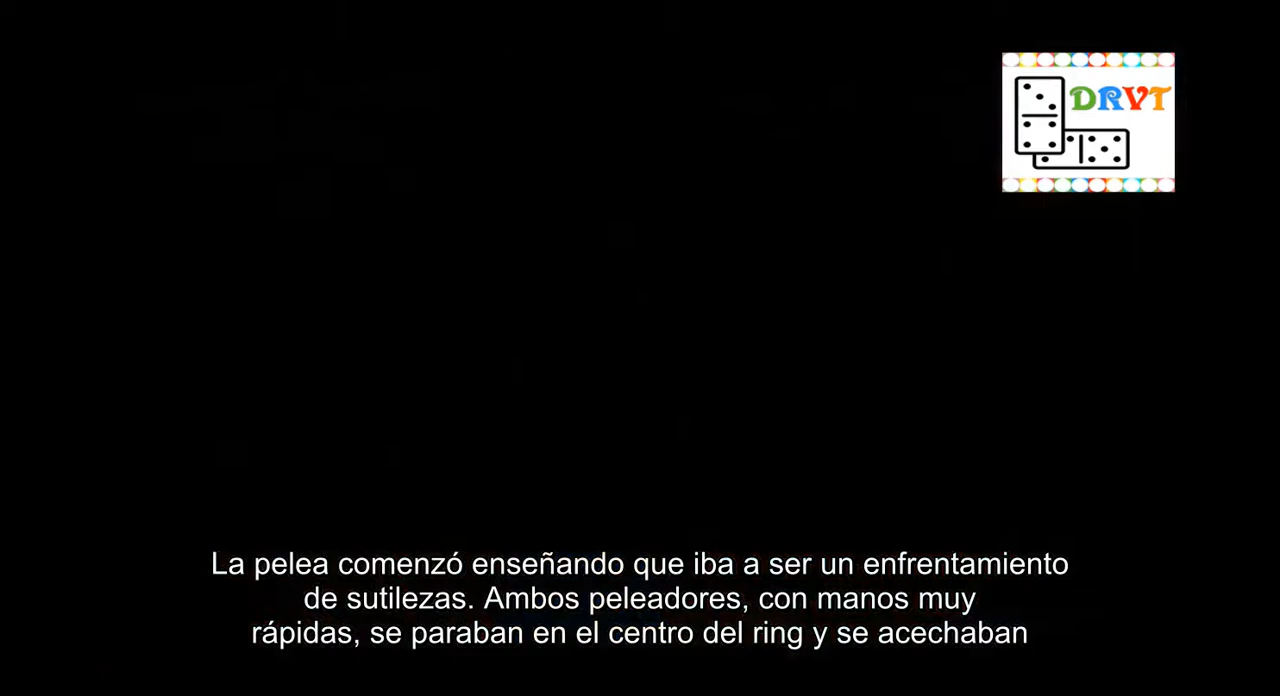 DRVT
La pelea comenzó enseñando que iba a ser un enfrentamiento
de sutilezas. Ambos peleadores, con manos muy
rápidas, se paraban en el centro del ring y se acechaban